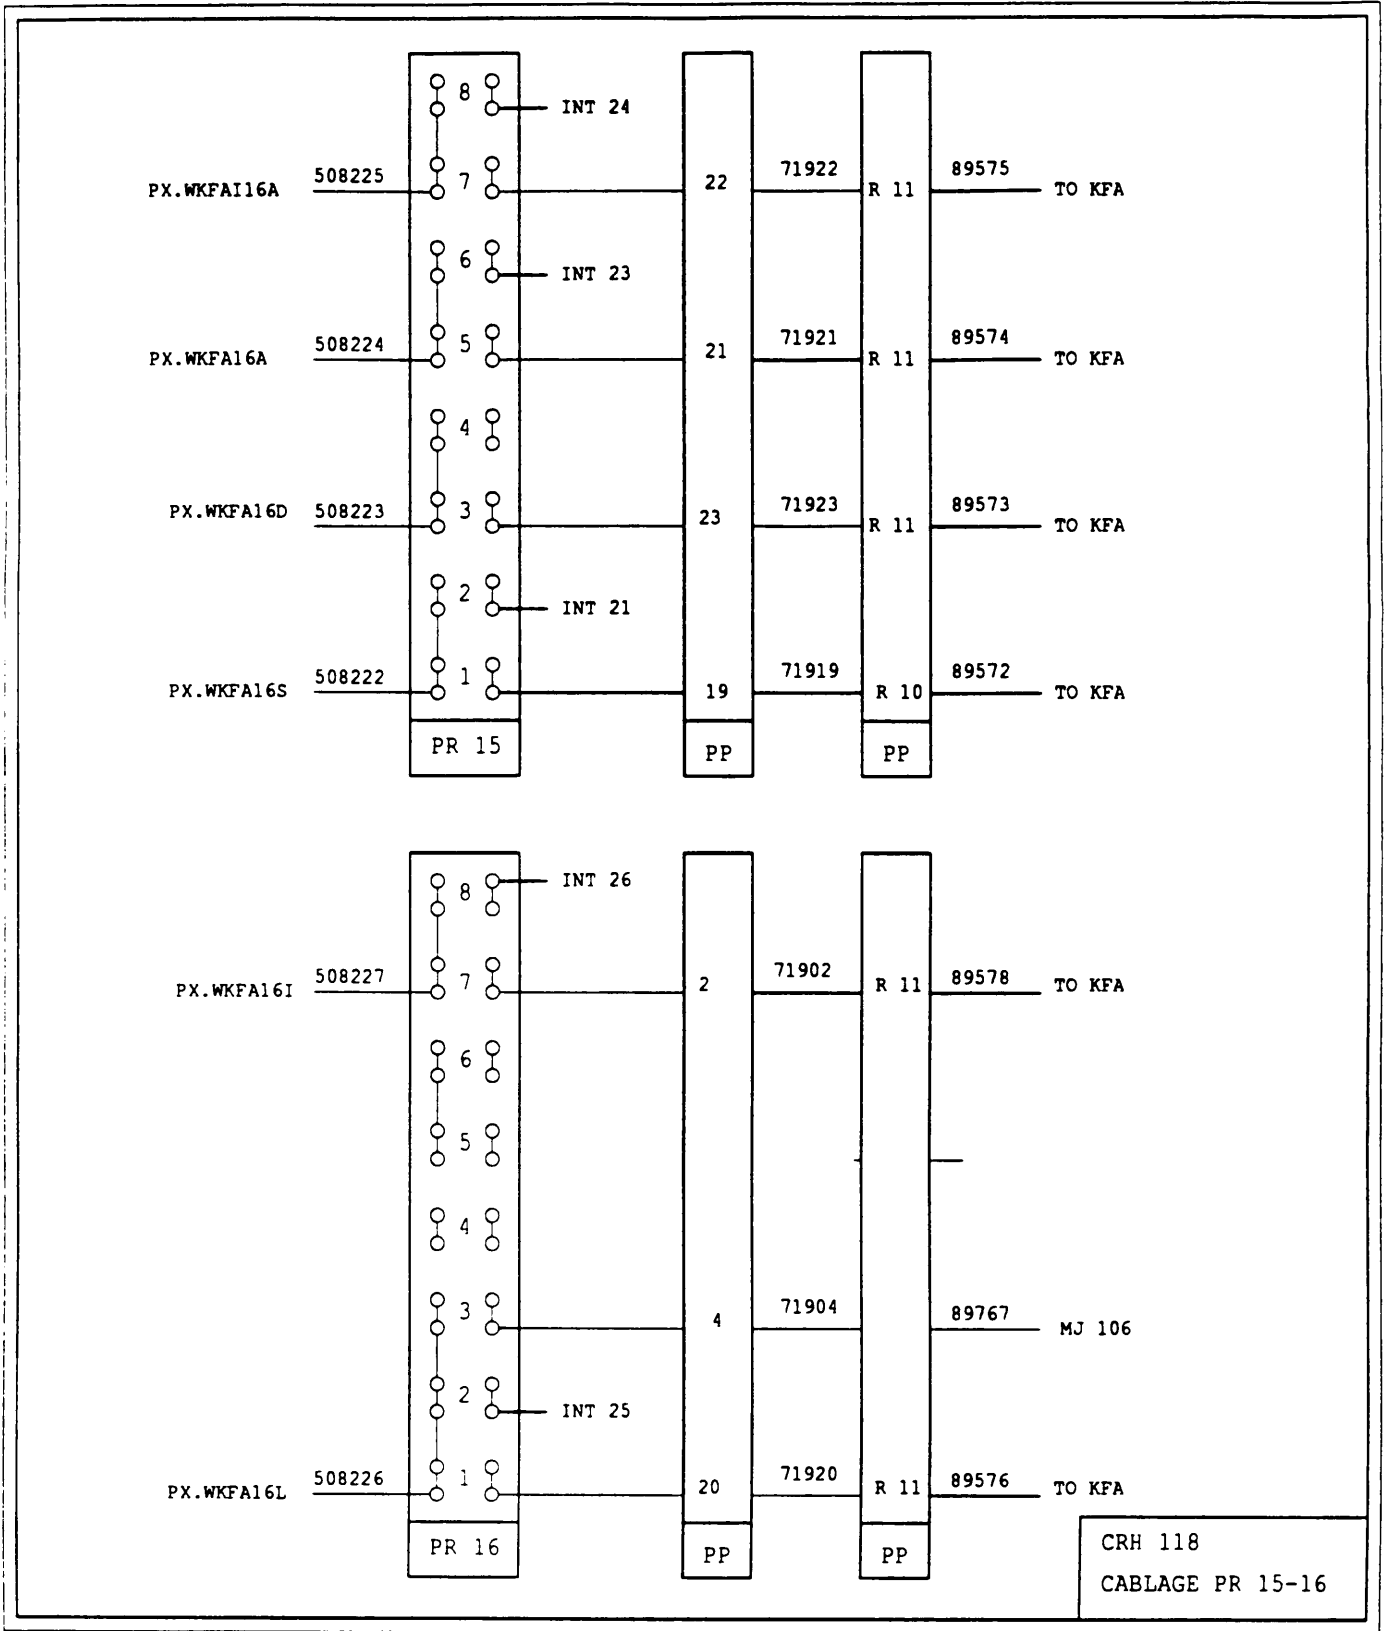 8 INT 24
PX.WKFAI16A 508225 7 22 71922 R 11 89575 TO KFA
6 INT 23
PX.WKFA16A 508224 5 21 71921 R 11 89574 TO KFA
4
PX.WKFA16D 508223 3 23 71923 R 11 89573 TO KFA
2 INT 21
PX.WKFA16S 508222 1 19 71919 R 10 89572 TO KFA
PR 15 PP PP
8 INT 26
PX.WKFA16I 508227 7 2 71902 R 11 89578 TO KFA
6
5
4
3 4 71904 89767 MJ 106
2 INT 25
PX.WKFA16L 508226 1 20 71920 R 11 89576 TO KFA
PR 16 PP PP
CRH 118
CABLAGE PR 15-16